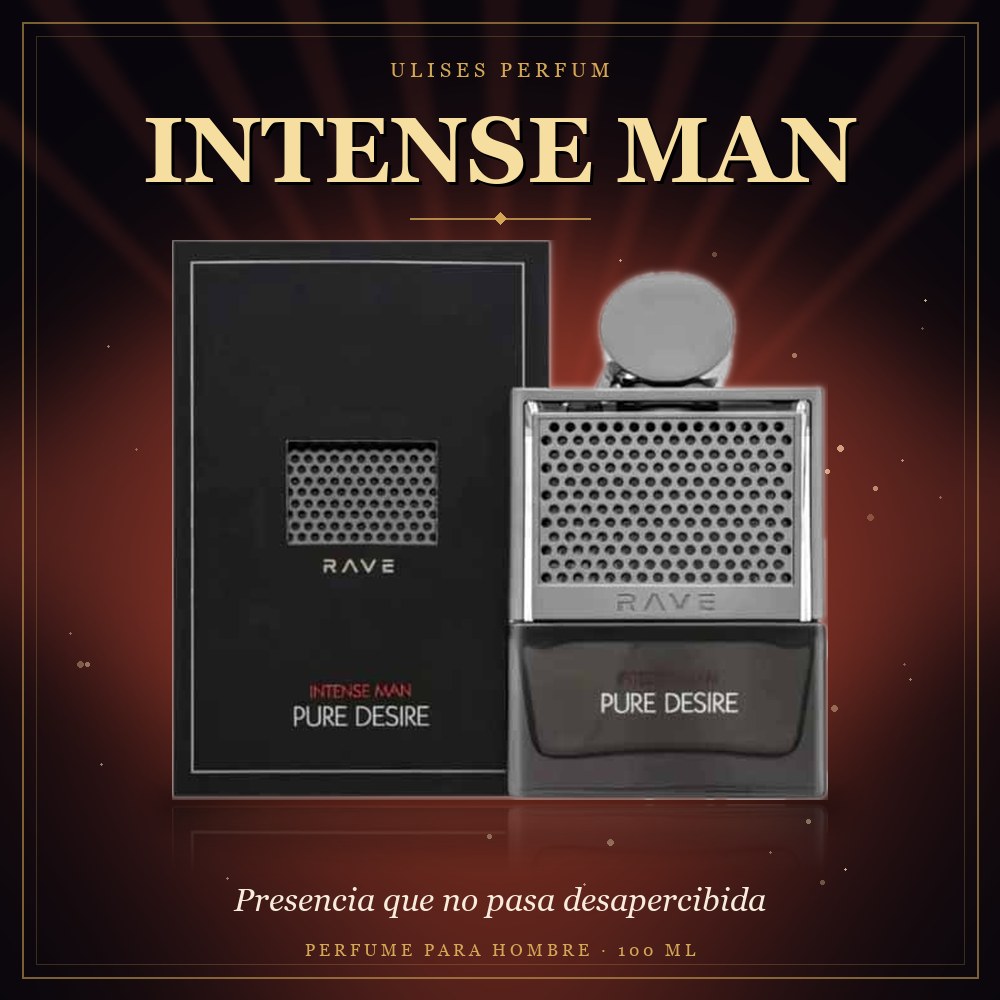 ULISES PERFUM
INTENSE MAN
RAVE
INTENSE MAN
PURE DESIRE
RAVE
PURE DESIRE
Presencia que no pasa desapercibida
PERFUME PARA HOMBRE · 100 ML